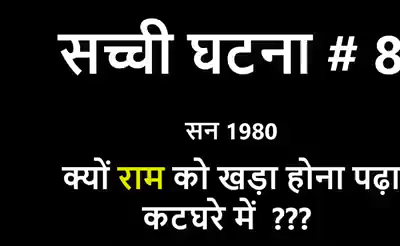 सच्ची घटना # 8
सन 1980
क्यों राम को खड़ा होना पढ़ा
कटघरे में ???